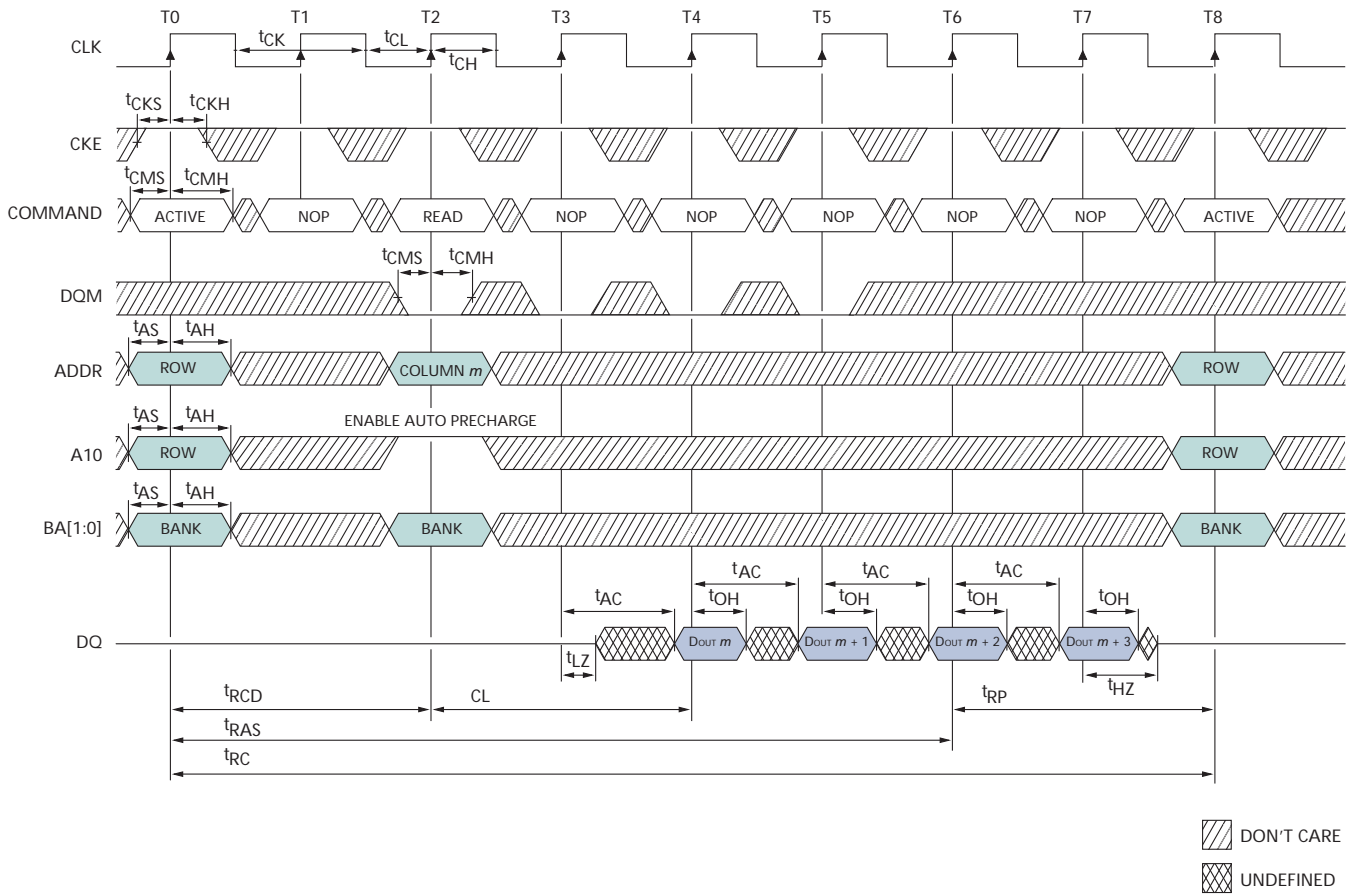 T0 T1 T2 T3 T4 T5 T6 T7 T8
CLK
tCK tCL
tCH
tCKS tCKH
CKE
tCMS tCMH
COMMAND ACTIVE NOP READ NOP NOP NOP NOP NOP ACTIVE
tCMS tCMH
DQM
tAS tAH
ADDR ROW COLUMN m ROW
ENABLE AUTO PRECHARGE
tAS tAH
A10 ROW ROW
tAS tAH
BA[1:0] BANK BANK BANK
tAC tAC tAC
tAC tOH tOH tOH tOH
DQ DOUT m DOUT m + 1 DOUT m + 2 DOUT m + 3
tLZ tHZ
tRCD CL tRP
tRAS
tRC
DON'T CARE
UNDEFINED